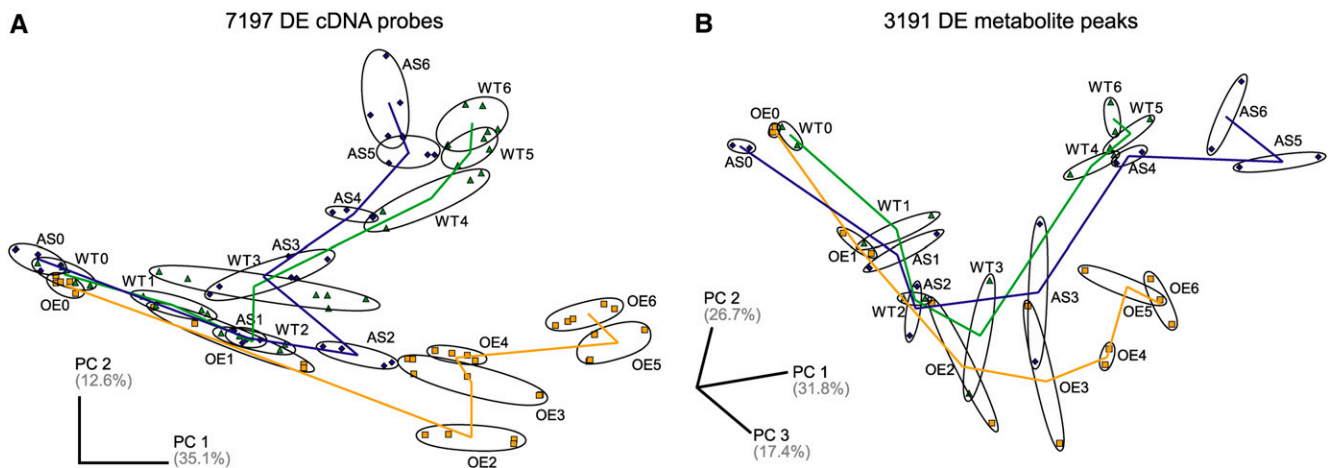 A
7197 DE cDNA probes
AS6
WT6
AS5
WT5
AS4
WT4
AS0
WT0
AS3
WT3
WT1
OE0
AS1
WT2
AS2
OE1
OE4
OE6
OE5
OE3
OE2
PC 2
(12.6%)
PC 1
(35.1%)
B
3191 DE metabolite peaks
OE0
WT0
AS0
WT6
WT5
AS6
WT4
AS5
AS4
WT1
OE1
AS1
AS2
WT3
WT2
AS3
OE6
OE5
OE4
OE2
OE3
PC 2
(26.7%)
PC 1
(31.8%)
PC 3
(17.4%)